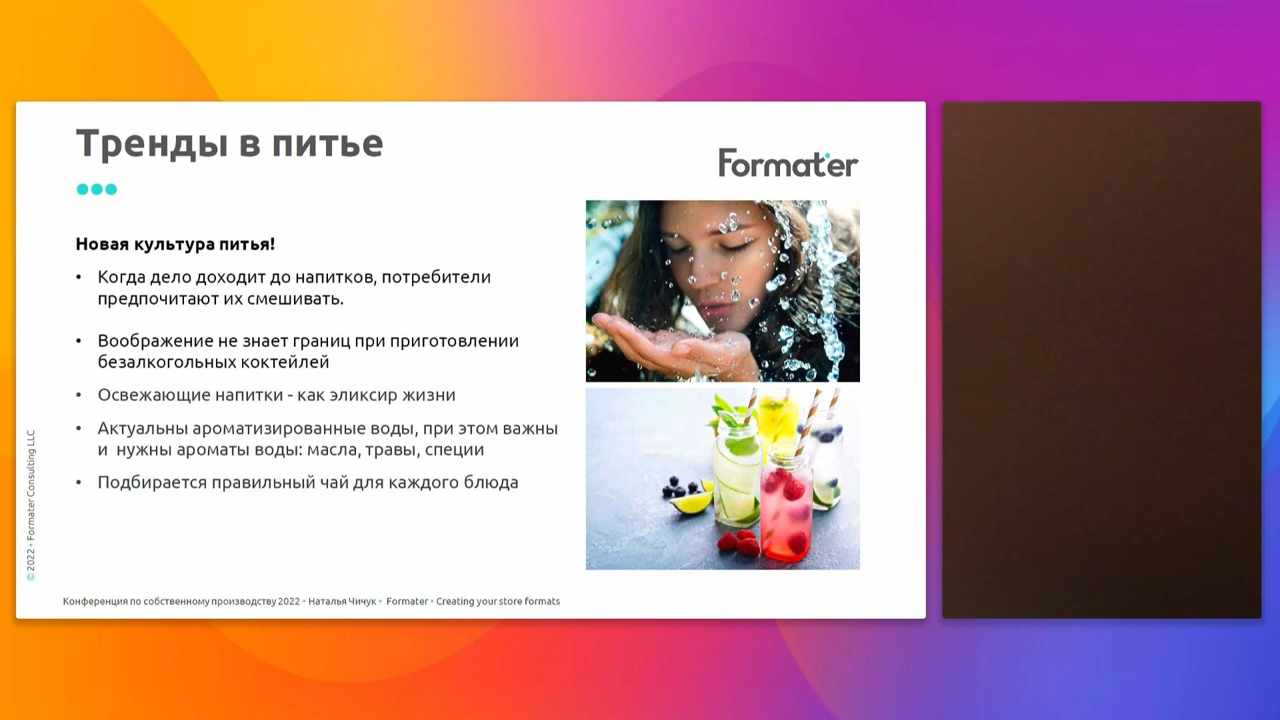 Тренды в питье
Formater
Новая культура питья!
• Когда дело доходит до напитков, потребители
предпочитают их смешивать.
• Воображение не знает границ при приготовлении
безалкогольных коктейлей
• Освежающие напитки - как эликсир жизни
• Актуальны ароматизированные воды, при этом важны
и  нужны ароматы воды: масла, травы, специи
• Подбирается правильный чай для каждого блюда
© 2022 • Formater Consulting LLC
Конференция по собственному производству 2022 • Наталья Чичук • Formater • Creating your store formats